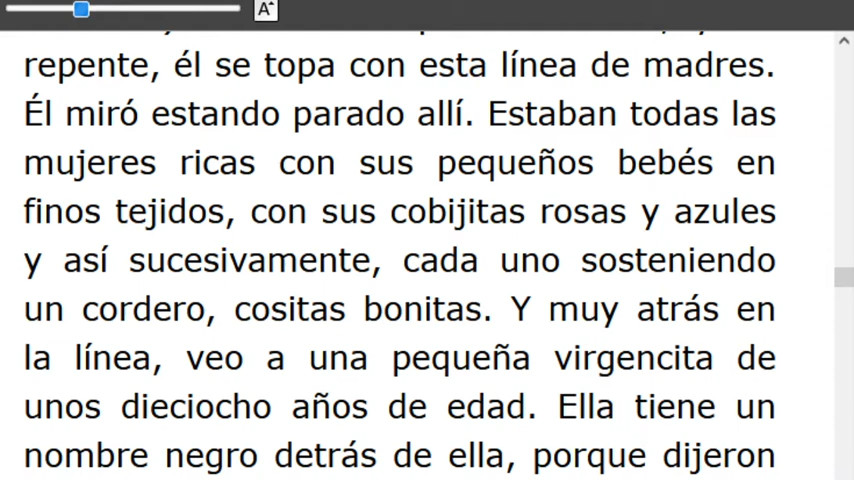 A
repente, él se topa con esta línea de madres.
Él miró estando parado allí. Estaban todas las
mujeres ricas con sus pequeños bebés en
finos tejidos, con sus cobijitas rosas y azules
y así sucesivamente, cada uno sosteniendo
un cordero, cositas bonitas. Y muy atrás en
la línea, veo a una pequeña virgencita de
unos dieciocho años de edad. Ella tiene un
nombre negro detrás de ella, porque dijeron